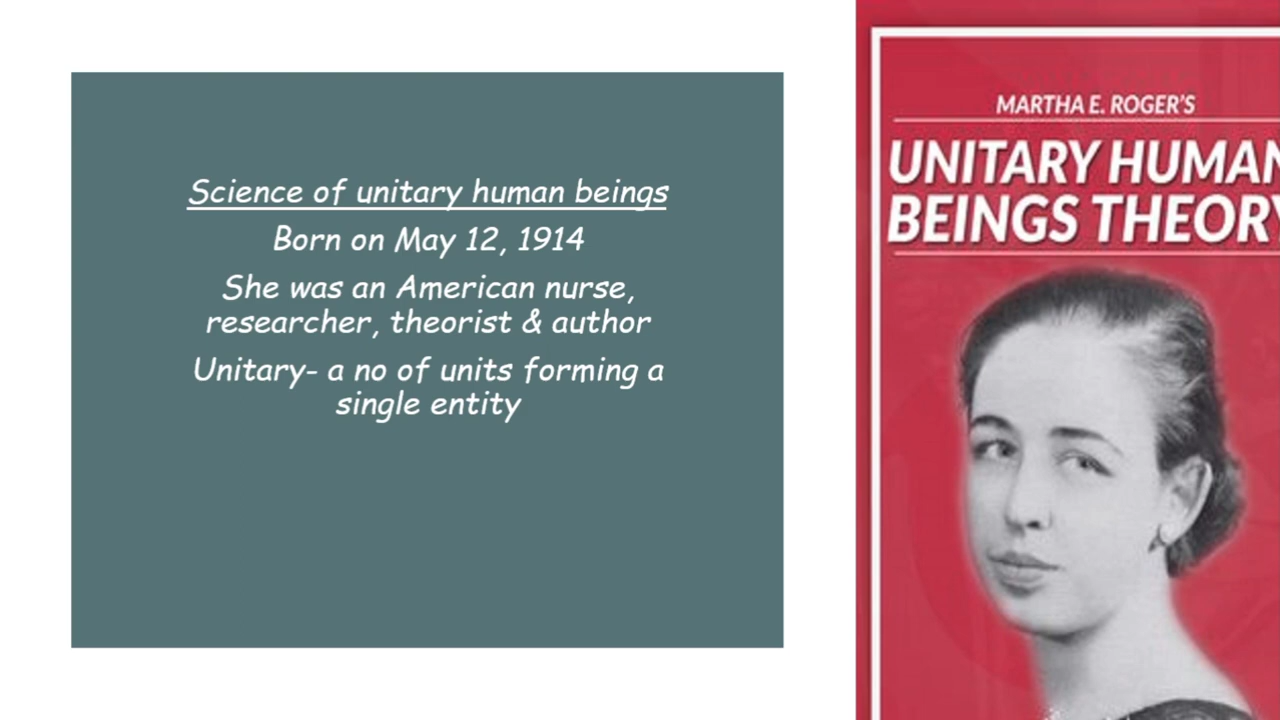 Science of unitary human beings
Born on May 12, 1914
She was an American nurse,
researcher, theorist & author
Unitary- a no of units forming a
single entity
MARTHA E. ROGER'S
UNITARY HUMAN
BEINGS THEORY